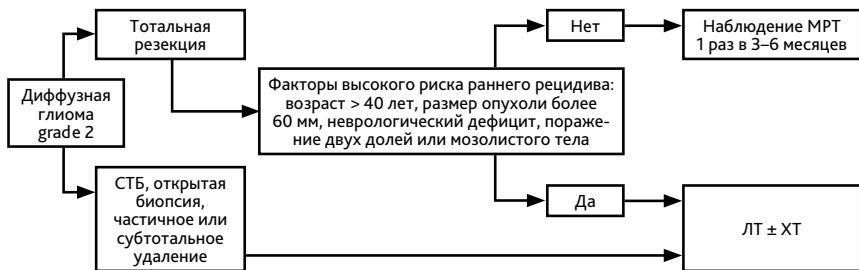 Тотальная
резекция
Нет
Наблюдение МРТ
1 раз в 3–6 месяцев
Диффузная
глиома
grade 2
Факторы высокого риска раннего рецидива:
возраст > 40 лет, размер опухоли более
60 мм, неврологический дефицит, пораже-
ние двух долей или мозолистого тела
СТБ, открытая
биопсия,
частичное или
субтотальное
удаление
Да
ЛТ ± ХТ